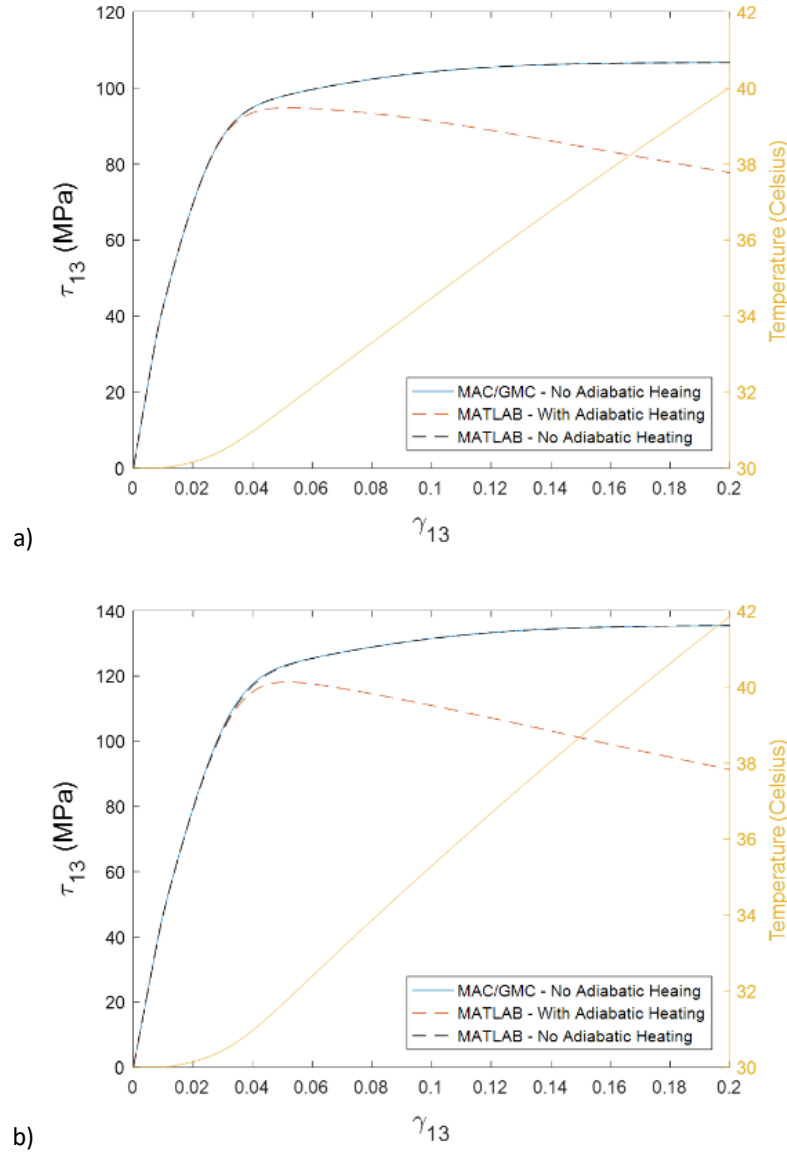 120
100
80
60
40
20
0
τ13 (MPa)
42
40
38
36
34
32
30
Temperature (Celsius)
MAC/GMC - No Adiabatic Heaing
MATLAB - With Adiabatic Heating
MATLAB - No Adiabatic Heating
0 0.02 0.04 0.06 0.08 0.1 0.12 0.14 0.16 0.18 0.2
γ13
a)
140
120
100
80
60
40
20
0
τ13 (MPa)
42
40
38
36
34
32
30
Temperature (Celsius)
MAC/GMC - No Adiabatic Heaing
MATLAB - With Adiabatic Heating
MATLAB - No Adiabatic Heating
0 0.02 0.04 0.06 0.08 0.1 0.12 0.14 0.16 0.18 0.2
γ13
b)